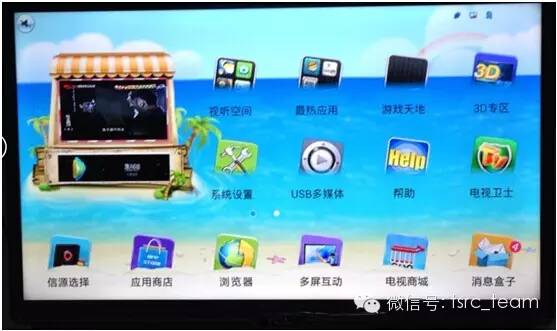 视听空间
最热应用
游戏天地
3D专区
3D
系统设置
USB多媒体
帮助
Help
电视卫士
信源选择
应用商店
APP STORE
浏览器
多屏互动
电视商城
消息盒子
4
微信号: tsrc_team